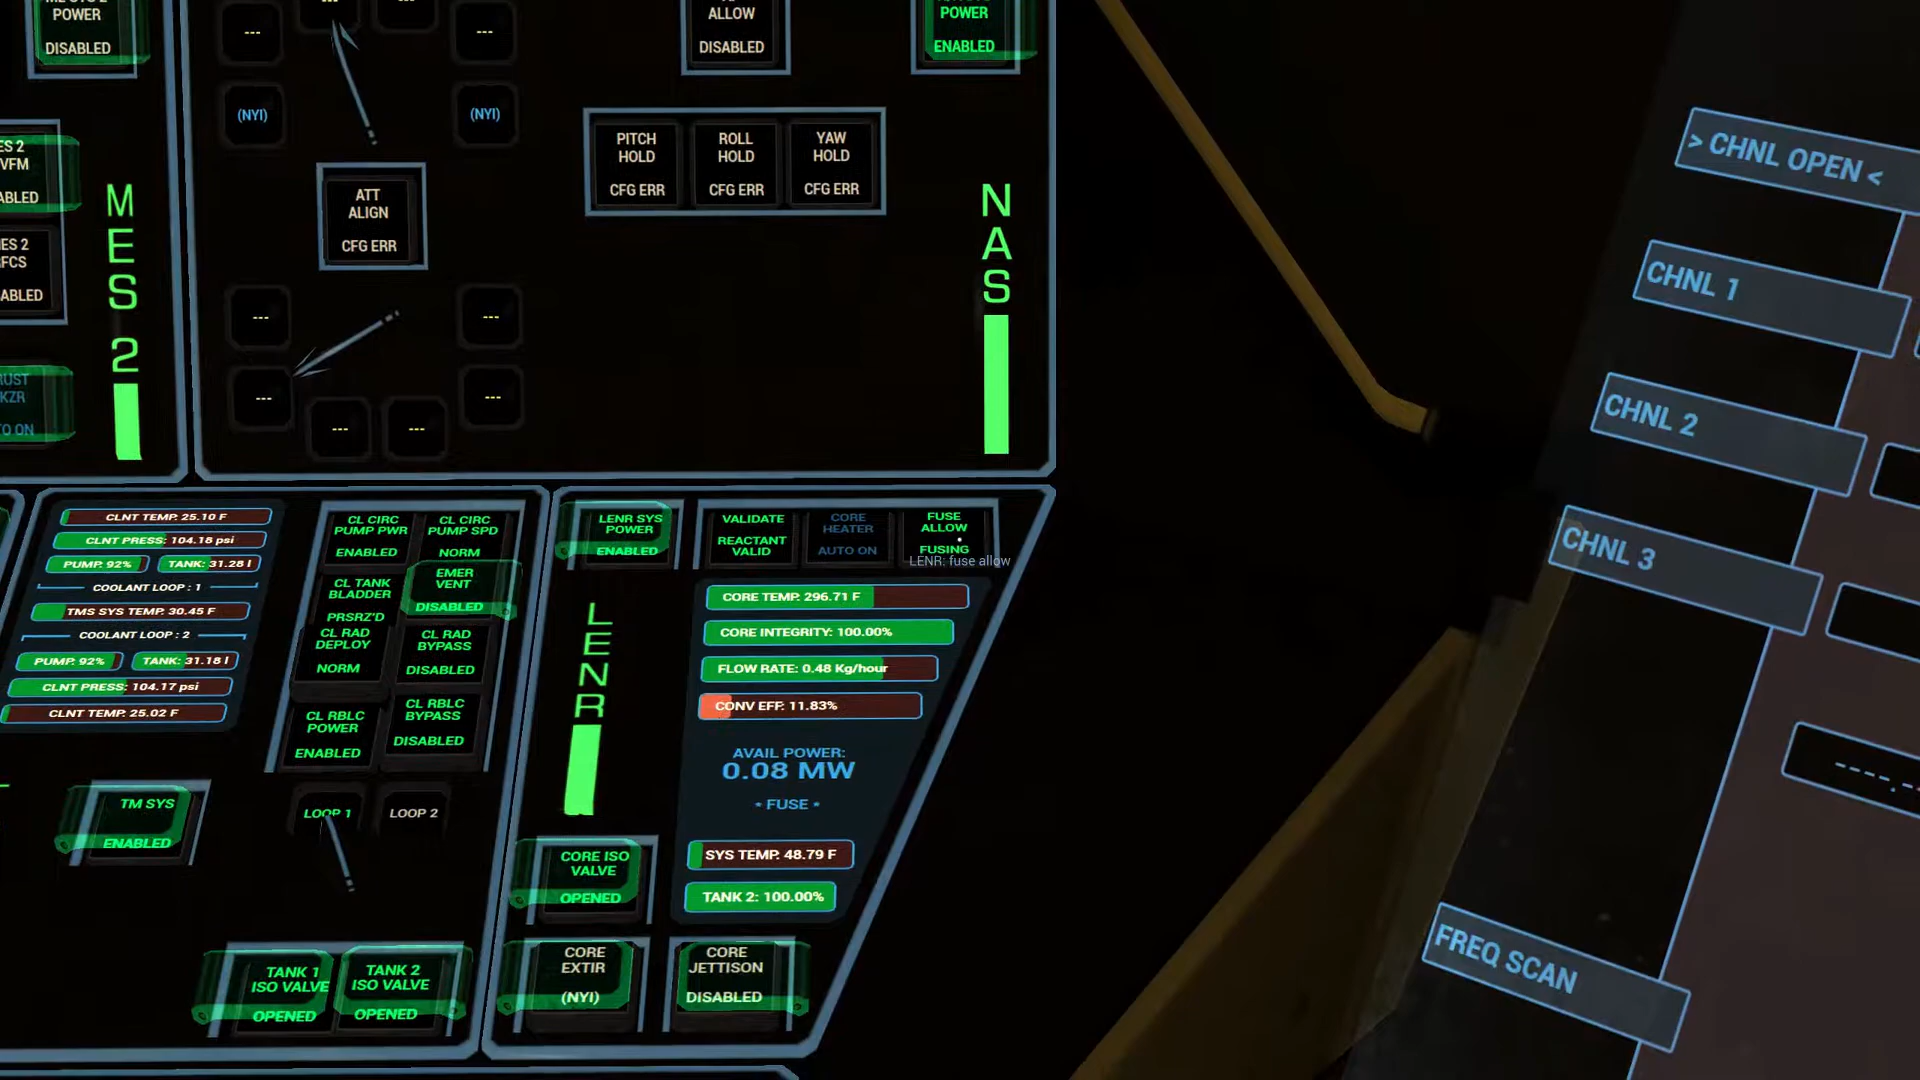 POWER
DISABLED
---
---
---
---
(NYI)
(NYI)
ALLOW
DISABLED
POWER
ENABLED
PITCH
HOLD
CFG ERR
ROLL
HOLD
CFG ERR
YAW
HOLD
CFG ERR
ATT
ALIGN
CFG ERR
MES 2
NAS
---
---
---
---
---
---
> CHNL OPEN <
CHNL 1
CHNL 2
CHNL 3
----.--
FREQ SCAN
CLNT TEMP: 25.10 F
CLNT PRESS: 104.18 psi
PUMP: 92%
TANK: 31.28 l
COOLANT LOOP : 1
TMS SYS TEMP: 30.45 F
COOLANT LOOP : 2
PUMP: 92%
TANK: 31.18 l
CLNT PRESS: 104.17 psi
CLNT TEMP: 25.02 F
CL CIRC
PUMP PWR
ENABLED
CL CIRC
PUMP SPD
NORM
CL TANK
BLADDER
PRSRZ'D
EMER
VENT
DISABLED
CL RAD
DEPLOY
NORM
CL RAD
BYPASS
DISABLED
CL RBLC
POWER
ENABLED
CL RBLC
BYPASS
DISABLED
TM SYS
ENABLED
LOOP 1
LOOP 2
TANK 1
ISO VALVE
OPENED
TANK 2
ISO VALVE
OPENED
LENR SYS
POWER
ENABLED
VALIDATE
REACTANT
VALID
CORE
HEATER
AUTO ON
FUSE
ALLOW
FUSING
LENR: fuse allow
LENR
CORE TEMP: 296.71 F
CORE INTEGRITY: 100.00%
FLOW RATE: 0.48 Kg/hour
CONV EFF: 11.83%
AVAIL POWER:
0.08 MW
• FUSE •
SYS TEMP: 48.79 F
TANK 2: 100.00%
CORE ISO
VALVE
OPENED
CORE
EXTIR
(NYI)
CORE
JETTISON
DISABLED